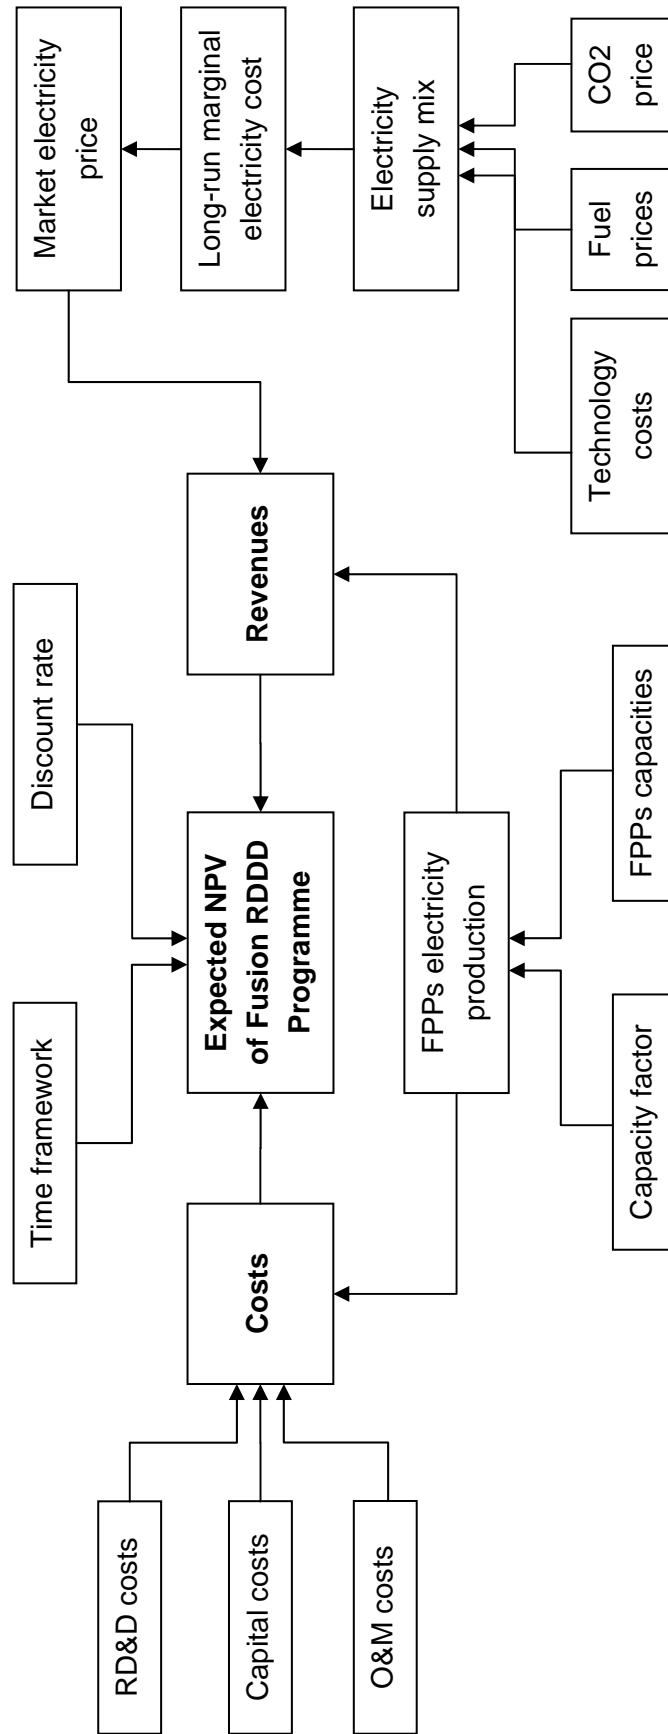 Time framework
Discount rate
Market electricity
price
RD&D costs
Capital costs
O&M costs
Costs
Expected NPV
of Fusion RDDD
Programme
Revenues
Long-run marginal
electricity cost
FPPs electricity
production
Electricity
supply mix
Capacity factor
FPPs capacities
Technology
costs
Fuel
prices
CO2
price